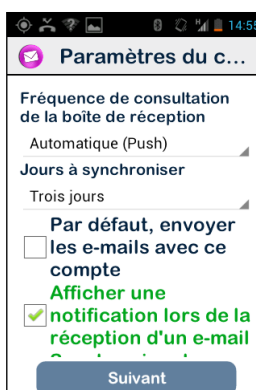 H 14:55
Paramètres du c...
Fréquence de consultation
de la boîte de réception
Automatique (Push)
Jours à synchroniser
Trois jours
Par défaut, envoyer
les e-mails avec ce
compte
Afficher une
notification lors de la
réception d'un e-mail
Suivant